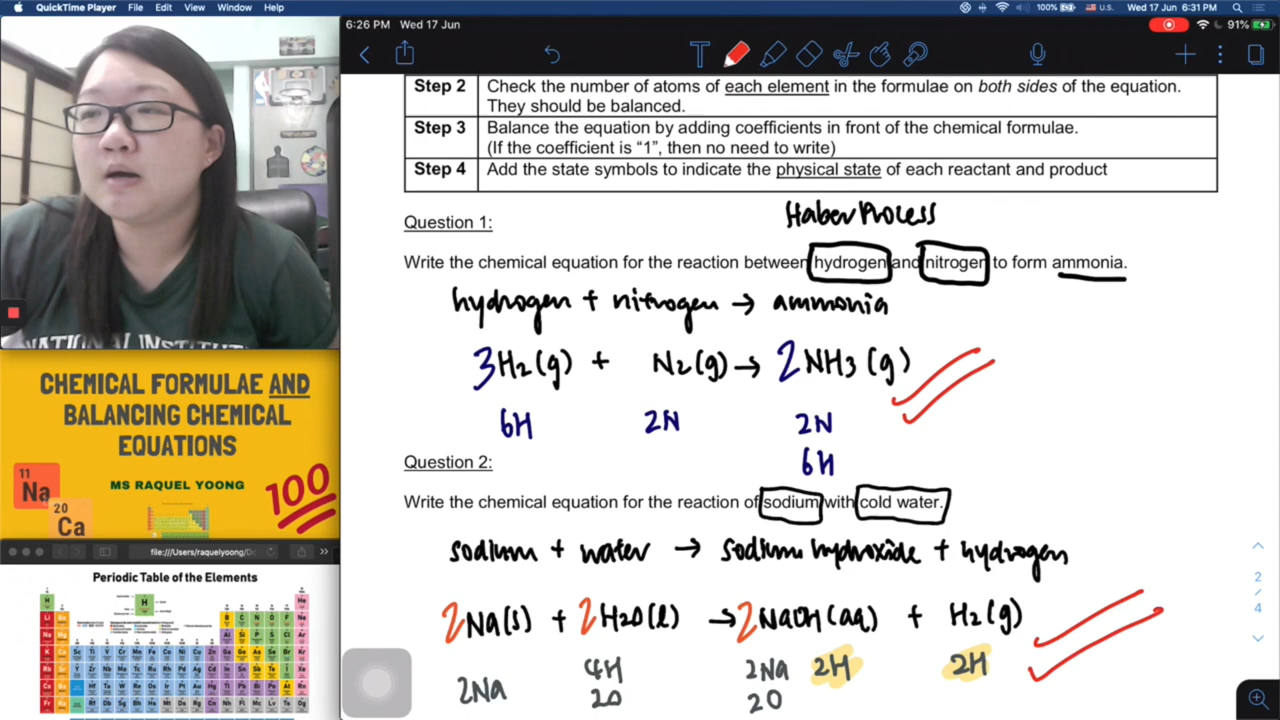 QuickTime Player File Edit View Window Help
100% U.S. Wed 17 Jun 6:31 PM
6:26 PM Wed 17 Jun
91%
Step 2 Check the number of atoms of each element in the formulae on both sides of the equation.
They should be balanced.
Step 3 Balance the equation by adding coefficients in front of the chemical formulae.
(If the coefficient is “1”, then no need to write)
Step 4 Add the state symbols to indicate the physical state of each reactant and product
Haber Process
Question 1:
Write the chemical equation for the reaction between hydrogen and nitrogen to form ammonia.
hydrogen + nitrogen → ammonia
3H2(g) + N2(g) → 2NH3(g)
6H 2N 2N
6H
Question 2:
Write the chemical equation for the reaction of sodium with cold water.
sodium + water → sodium hydroxide + hydrogen
2Na(s) + 2H2O(l) → 2NaOH(aq) + H2(g)
4H 2Na 2H 2H
2Na 2O 2O
2
4
NATIONAL INSTITU
CHEMICAL FORMULAE AND
BALANCING CHEMICAL
EQUATIONS
MS RAQUEL YOONG
100
11
Na
20
Ca
file:///Users/raquelyoong/Do
Periodic Table of the Elements